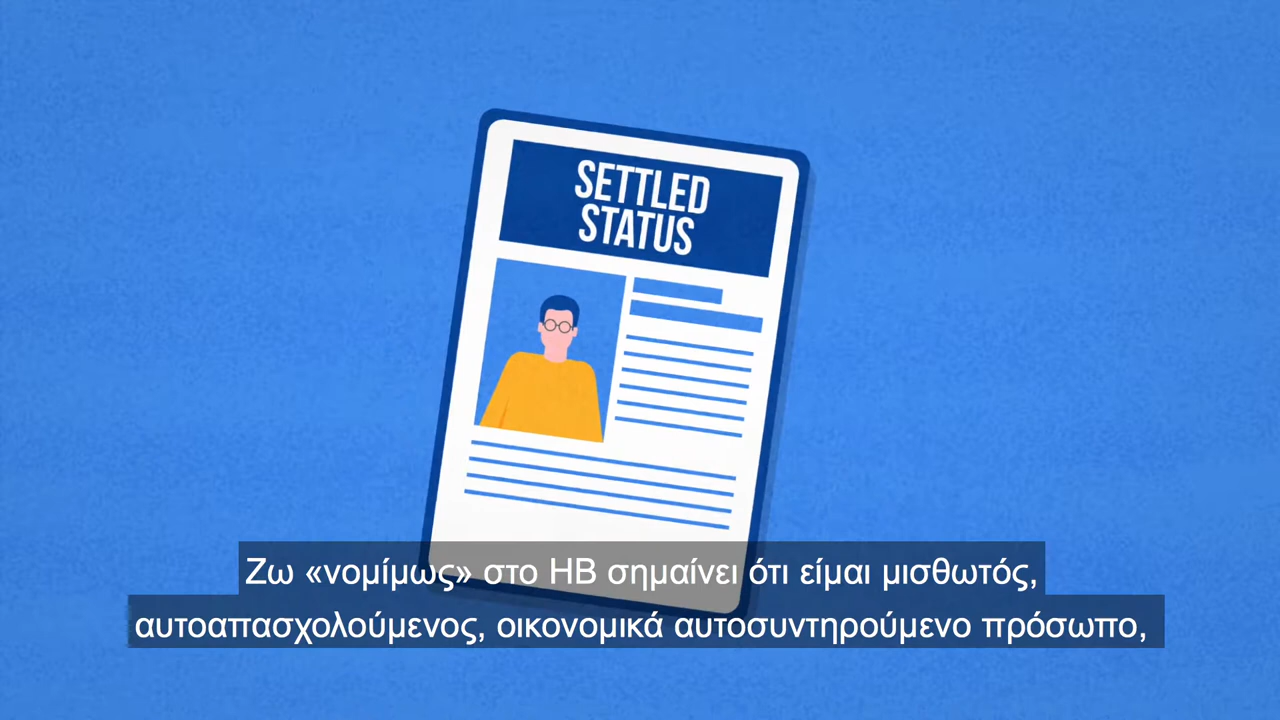 SETTLED
STATUS
Ζω «νομίμως» στο ΗΒ σημαίνει ότι είμαι μισθωτός,
αυτοαπασχολούμενος, οικονομικά αυτοσυντηρούμενο πρόσωπο,